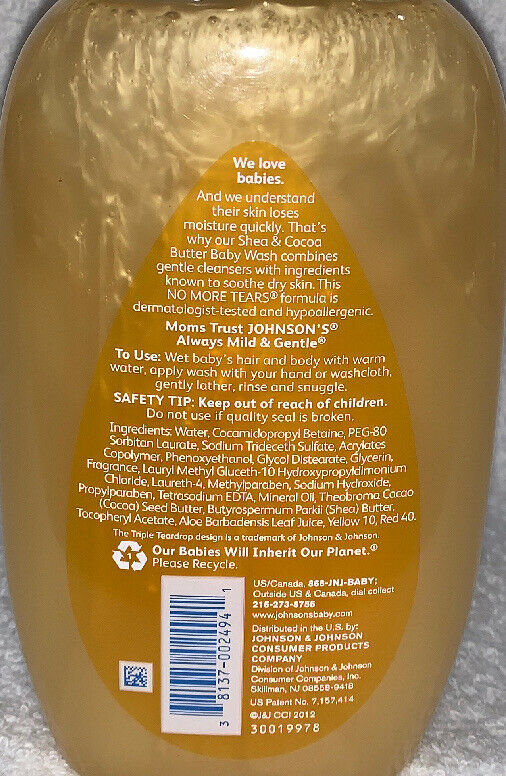 We love
babies.
And we understand
their skin loses
moisture quickly. That's
why our Shea & Cocoa
Butter Baby Wash combines
gentle cleansers with ingredients
known to soothe dry skin. This
NO MORE TEARS® formula is
dermatologist-tested and hypoallergenic.
Moms Trust JOHNSON'S®
Always Mild & Gentle®
To Use: Wet baby's hair and body with warm
water, apply wash with your hand or washcloth,
gently lather, rinse and snuggle.
SAFETY TIP: Keep out of reach of children.
Do not use if quality seal is broken.
Ingredients: Water, Cocamidopropyl Betaine, PEG-80
Sorbitan Laurate, Sodium Trideceth Sulfate, Acrylates
Copolymer, Phenoxyethanol, Glycol Distearate, Glycerin,
Fragrance, Lauryl Methyl Gluceth-10 Hydroxypropyldimonium
Chloride, Laureth-4, Methylparaben, Sodium Hydroxide,
Propylparaben, Tetrasodium EDTA, Mineral Oil, Theobroma Cacao
(Cocoa) Seed Butter, Butyrospermum Parkii (Shea) Butter,
Tocopheryl Acetate, Aloe Barbadensis Leaf Juice, Yellow 10, Red 40.
The Triple Teardrop design is a trademark of Johnson & Johnson.
1 Our Babies Will Inherit Our Planet.®
Please Recycle.
US/Canada, 866-JNJ-BABY;
Outside US & Canada, dial collect
215-273-8755
www.johnsonsbaby.com
Distributed in the U.S. by:
JOHNSON & JOHNSON
CONSUMER PRODUCTS
COMPANY
Division of Johnson & Johnson
Consumer Companies, Inc.
Skillman, NJ 08558-9418
US Patent No. 7,157,414
©J&J CCI 2012
30019978
3 8137-002494 1